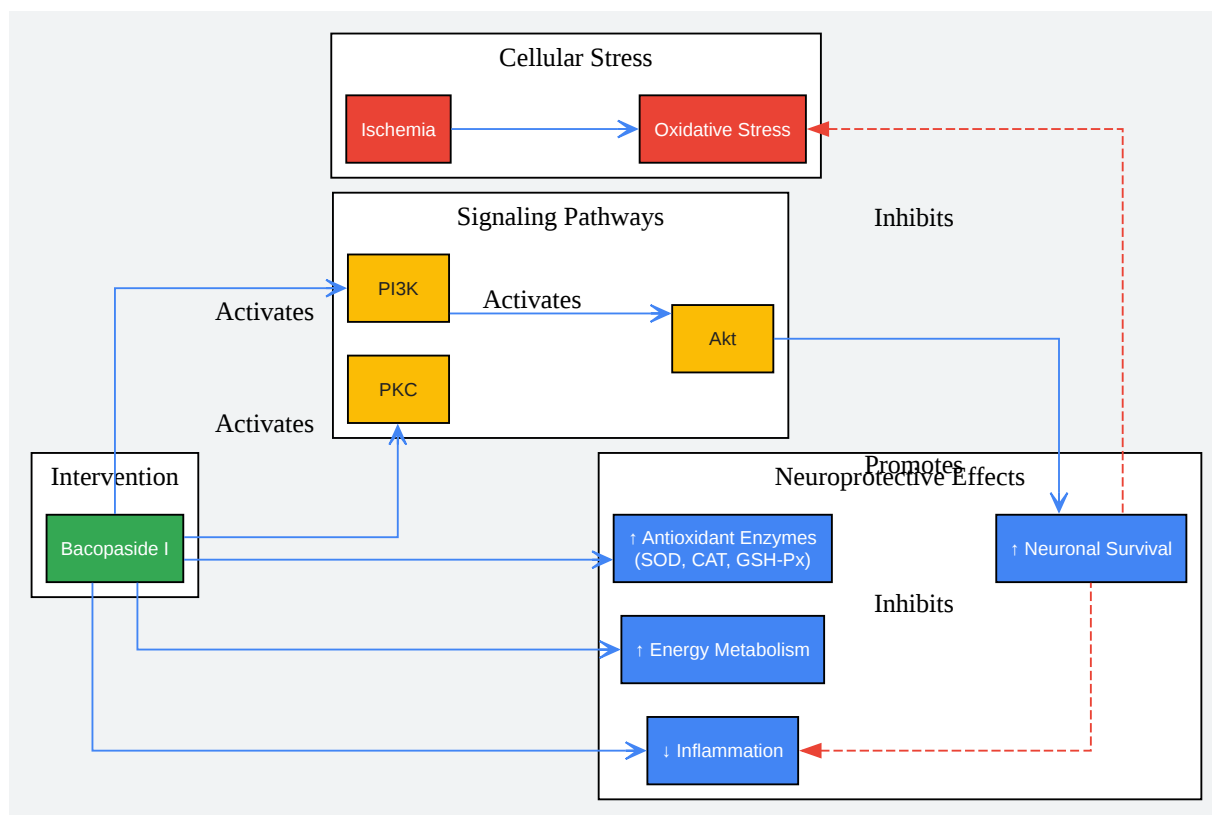 Cellular Stress
Ischemia
Oxidative Stress
Signaling Pathways
Inhibits
PI3K
Activates
Activates
Akt
PKC
Activates
Intervention
Promotes
Neuroprotective Effects
Bacopaside I
↑ Antioxidant Enzymes
(SOD, CAT, GSH-Px)
↑ Neuronal Survival
Inhibits
↑ Energy Metabolism
↓ Inflammation